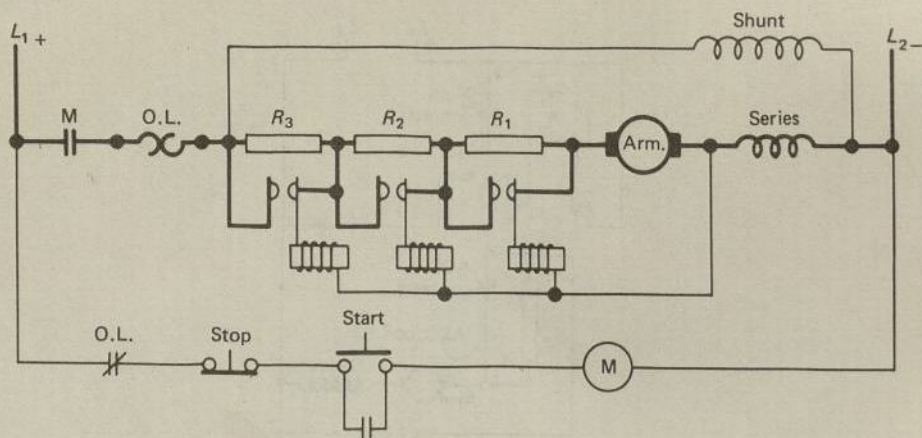 L1 +
Shunt
L2 –
M
O.L.
R3
R2
R1
Arm.
Series
O.L.
Stop
Start
M